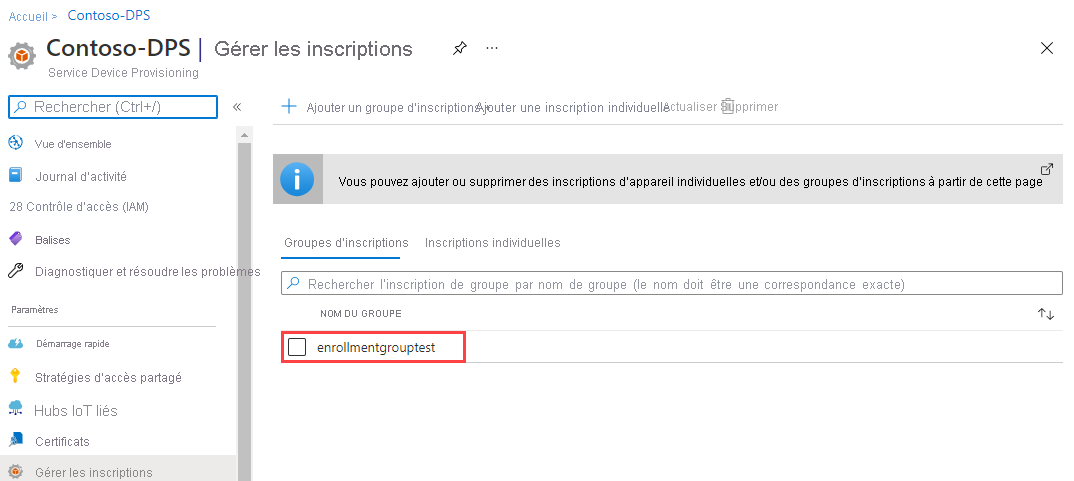 Accueil > Contoso-DPS
Contoso-DPS | Gérer les inscriptions ...
Service Device Provisioning
Rechercher (Ctrl+/)
«
Vue d'ensemble
Journal d'activité
28 Contrôle d'accès (IAM)
Balises
Diagnostiquer et résoudre les problèmes
Paramètres
Démarrage rapide
Stratégies d'accès partagé
Hubs IoT liés
Certificats
Gérer les inscriptions
+ Ajouter un groupe d'inscriptions + Ajouter une inscription individuelle Actualiser Supprimer
Vous pouvez ajouter ou supprimer des inscriptions d'appareil individuelles et/ou des groupes d'inscriptions à partir de cette page
Groupes d'inscriptions Inscriptions individuelles
Rechercher l'inscription de groupe par nom de groupe (le nom doit être une correspondance exacte)
NOM DU GROUPE
enrollmentgrouptest